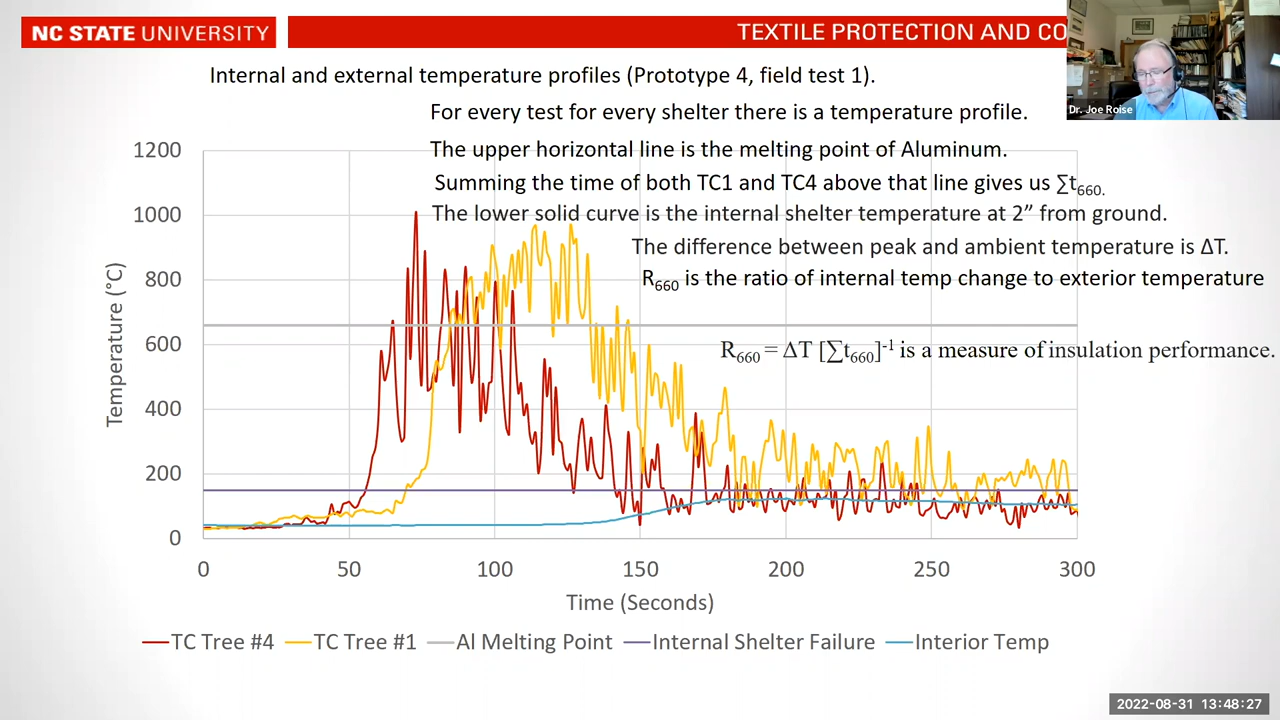 NC STATE UNIVERSITY
TEXTILE PROTECTION AND CO
Dr. Joe Roise
Internal and external temperature profiles (Prototype 4, field test 1).
For every test for every shelter there is a temperature profile.
The upper horizontal line is the melting point of Aluminum.
Summing the time of both TC1 and TC4 above that line gives us ∑t660.
The lower solid curve is the internal shelter temperature at 2” from ground.
The difference between peak and ambient temperature is ΔT.
R660 is the ratio of internal temp change to exterior temperature
R660 = ΔT [∑t660]-1 is a measure of insulation performance.
Temperature (°C)
1200
1000
800
600
400
200
0
0 50 100 150 200 250 300
Time (Seconds)
TC Tree #4 TC Tree #1 Al Melting Point Internal Shelter Failure Interior Temp
2022-08-31 13:48:27